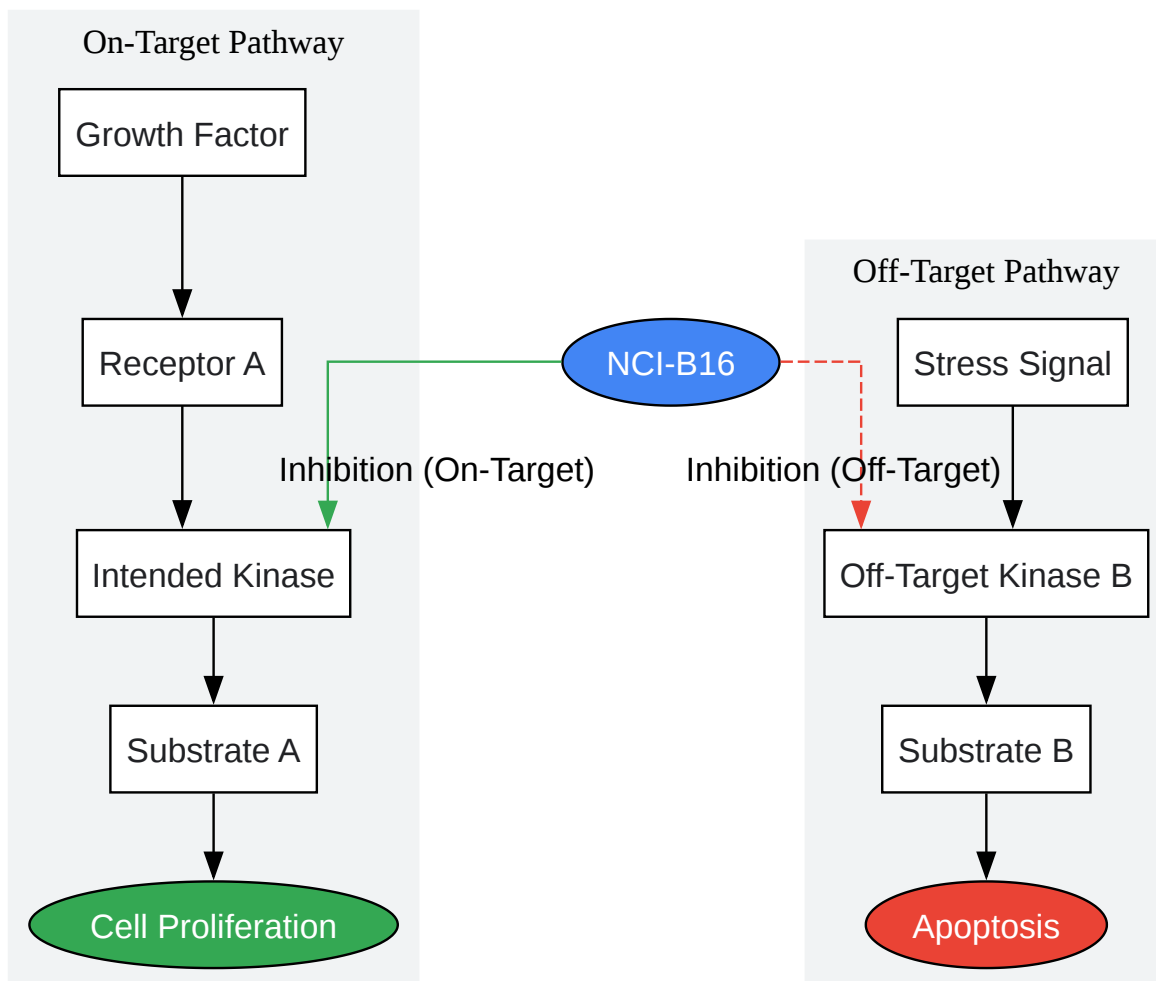 On-Target Pathway
Growth Factor
Off-Target Pathway
Receptor A
NCI-B16
Stress Signal
Inhibition (On-Target)
Inhibition (Off-Target)
Intended Kinase
Off-Target Kinase B
Substrate A
Substrate B
Cell Proliferation
Apoptosis